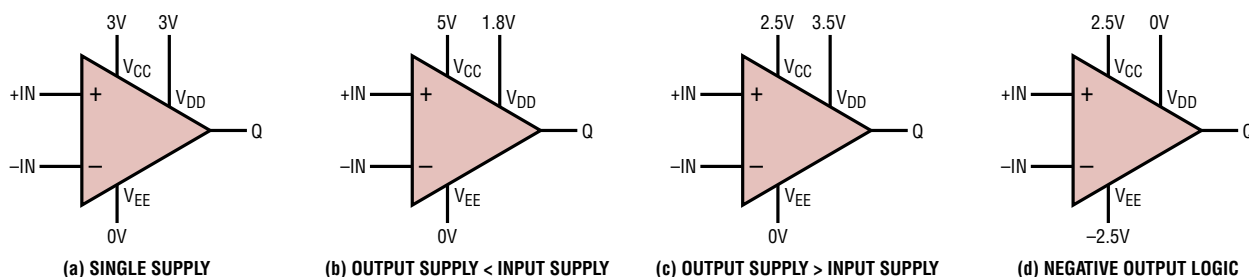 3V 3V
VCC
+IN +
VDD
Q
−IN −
VEE
0V
(a) SINGLE SUPPLY
5V 1.8V
VCC
+IN +
VDD
Q
−IN −
VEE
0V
(b) OUTPUT SUPPLY < INPUT SUPPLY
2.5V 3.5V
VCC
+IN +
VDD
Q
−IN −
VEE
0V
(c) OUTPUT SUPPLY > INPUT SUPPLY
2.5V 0V
VCC
+IN +
VDD
Q
−IN −
VEE
−2.5V
(d) NEGATIVE OUTPUT LOGIC